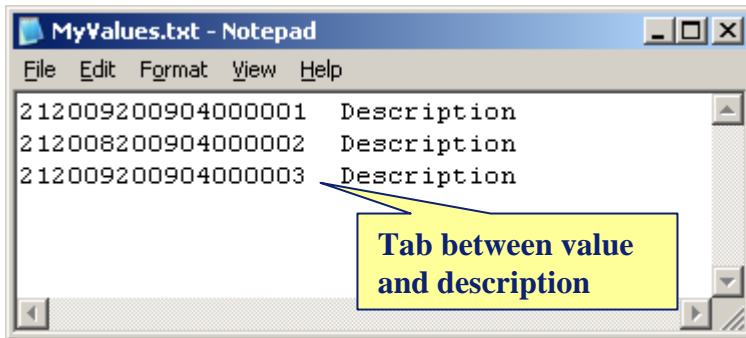 MyValues.txt - Notepad
File Edit Format View Help
212009200904000001 Description
212008200904000002 Description
212009200904000003 Description
Tab between value
and description